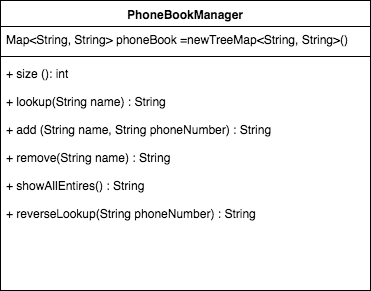 PhoneBookManager
Map<String, String> phoneBook =newTreeMap<String, String>()
+ size (): int
+ lookup(String name) : String
+ add (String name, String phoneNumber) : String
+ remove(String name) : String
+ showAllEntires() : String
+ reverseLookup(String phoneNumber) : String